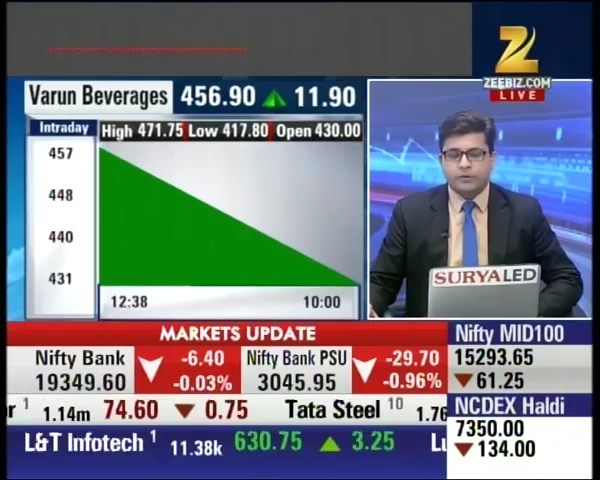 ZEEBIZ.COM
LIVE
Varun Beverages 456.90 ▲ 11.90
Intraday High 471.75 Low 417.80 Open 430.00
457
448
440
431
12:38 10:00
SURYA LED
MARKETS UPDATE
Nifty Bank -6.40 Nifty Bank PSU -29.70
19349.60 -0.03% 3045.95 -0.96%
Nifty MID100
15293.65
▼ 61.25
r 1 1.14m 74.60 ▼ 0.75 Tata Steel 10 1.76
NCDEX Haldi
7350.00
▼ 134.00
L&T Infotech 1 11.38k 630.75 ▲ 3.25 Lu